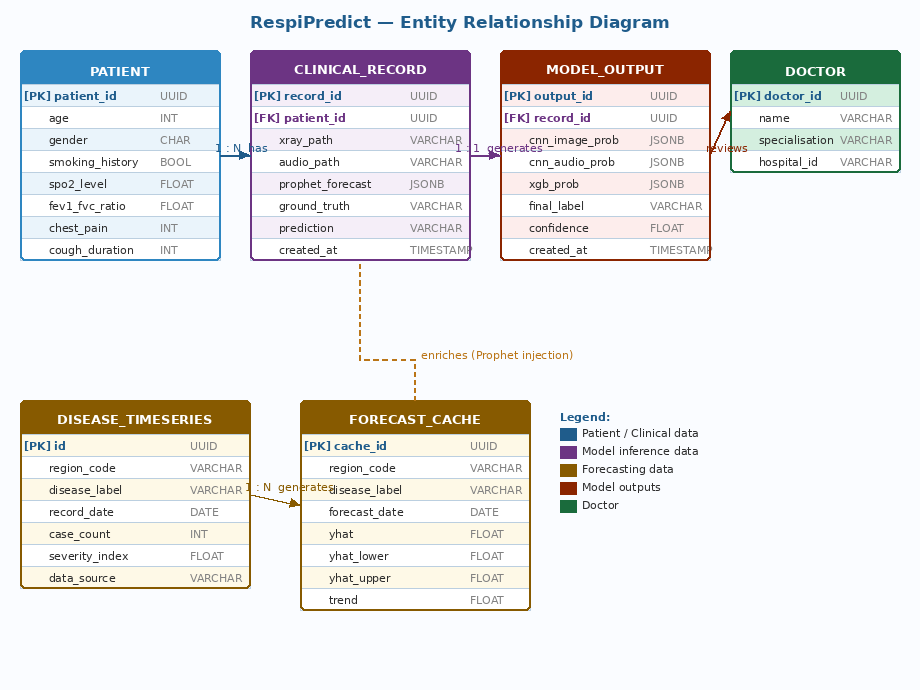 RespiPredict — Entity Relationship Diagram
PATIENT
[PK] patient_id UUID
age INT
gender CHAR
smoking_history BOOL
spo2_level FLOAT
fev1_fvc_ratio FLOAT
chest_pain INT
cough_duration INT
1 : N  has
CLINICAL_RECORD
[PK] record_id UUID
[FK] patient_id UUID
xray_path VARCHAR
audio_path VARCHAR
prophet_forecast JSONB
ground_truth VARCHAR
prediction VARCHAR
created_at TIMESTAMP
1 : 1  generates
MODEL_OUTPUT
[PK] output_id UUID
[FK] record_id UUID
cnn_image_prob JSONB
cnn_audio_prob JSONB
xgb_prob JSONB
final_label VARCHAR
confidence FLOAT
created_at TIMESTAMP
reviews
DOCTOR
[PK] doctor_id UUID
name VARCHAR
specialisation VARCHAR
hospital_id VARCHAR
enriches (Prophet injection)
DISEASE_TIMESERIES
[PK] id UUID
region_code VARCHAR
disease_label VARCHAR
record_date DATE
case_count INT
severity_index FLOAT
data_source VARCHAR
1 : N  generates
FORECAST_CACHE
[PK] cache_id UUID
region_code VARCHAR
disease_label VARCHAR
forecast_date DATE
yhat FLOAT
yhat_lower FLOAT
yhat_upper FLOAT
trend FLOAT
Legend:
Patient / Clinical data
Model inference data
Forecasting data
Model outputs
Doctor